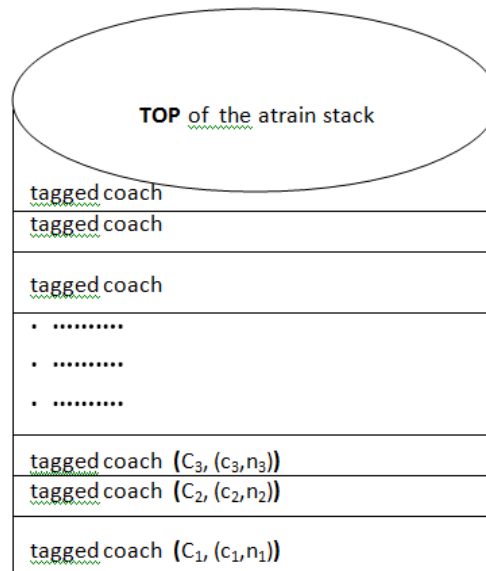 TOP of the atrain stack
tagged coach
tagged coach
tagged coach
. ..........
. ..........
. ..........
tagged coach (C₃, (c₃,n₃))
tagged coach (C₂, (c₂,n₂))
tagged coach (C₁, (c₁,n₁))